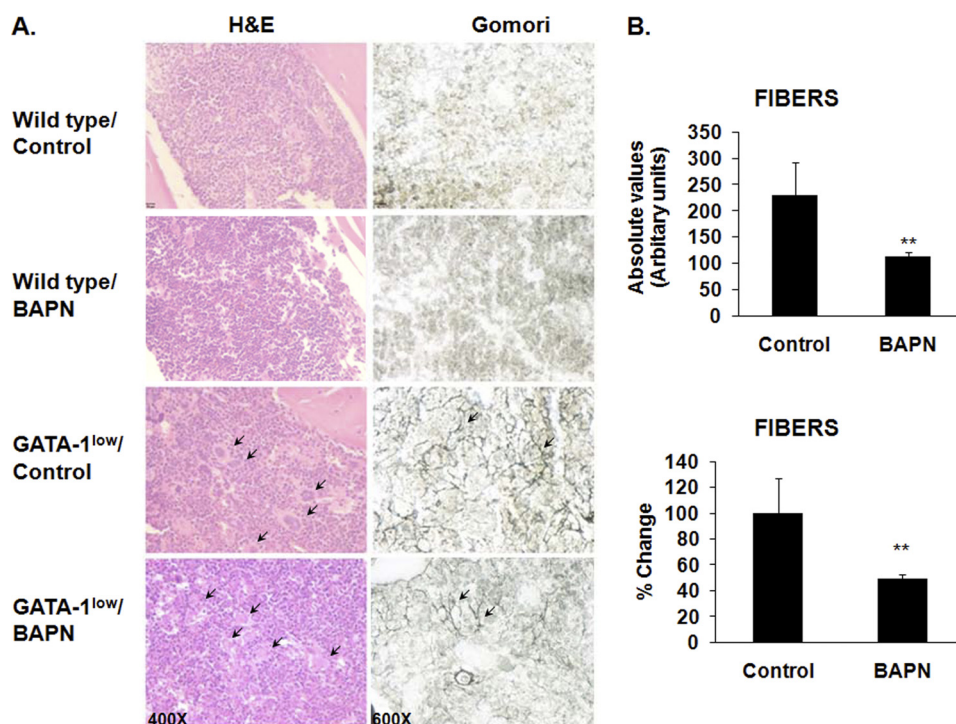 A.
H&E
Gomori
Wild type/
Control
Wild type/
BAPN
GATA-1low/
Control
GATA-1low/
BAPN
400X
600X
B.
FIBERS
Absolute values
(Arbitary units)
350
300
250
200
150
100
50
0
**
Control
BAPN
FIBERS
% Change
140
120
100
80
60
40
20
0
**
Control
BAPN